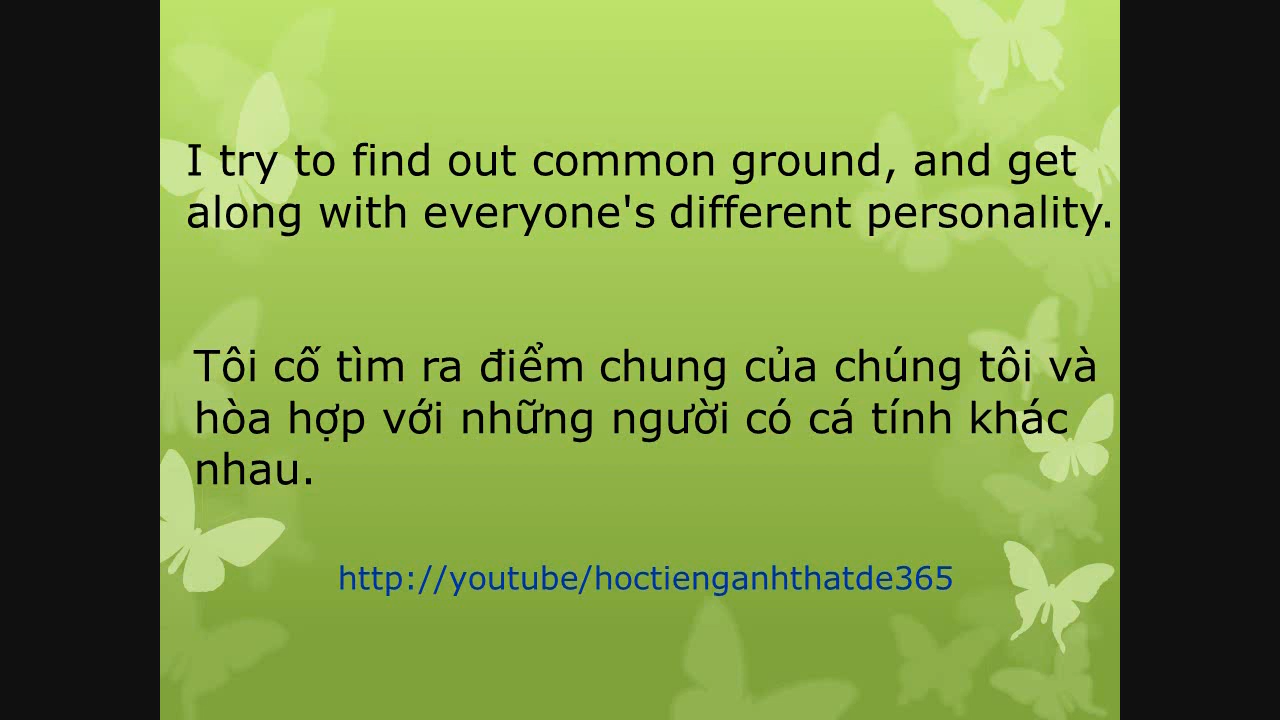 I try to find out common ground, and get
along with everyone's different personality.
Tôi cố tìm ra điểm chung của chúng tôi và
hòa hợp với những người có cá tính khác
nhau.
http://youtube/hoctienganhthatde365